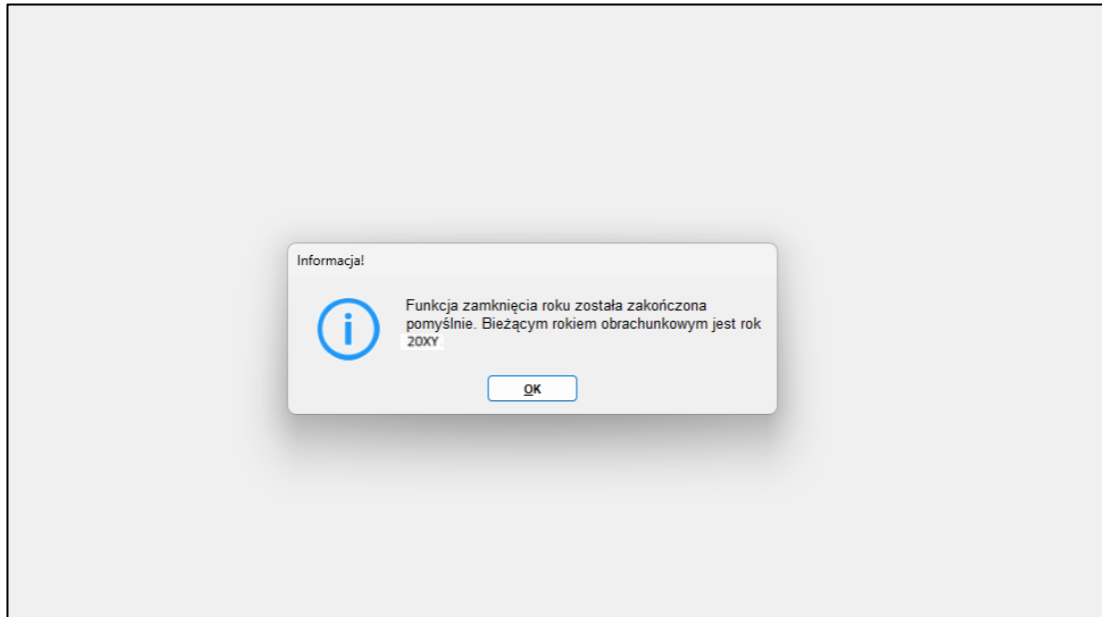 Informacja!
Funkcja zamknięcia roku została zakończona
pomyślnie. Bieżącym rokiem obrachunkowym jest rok
20XY
OK